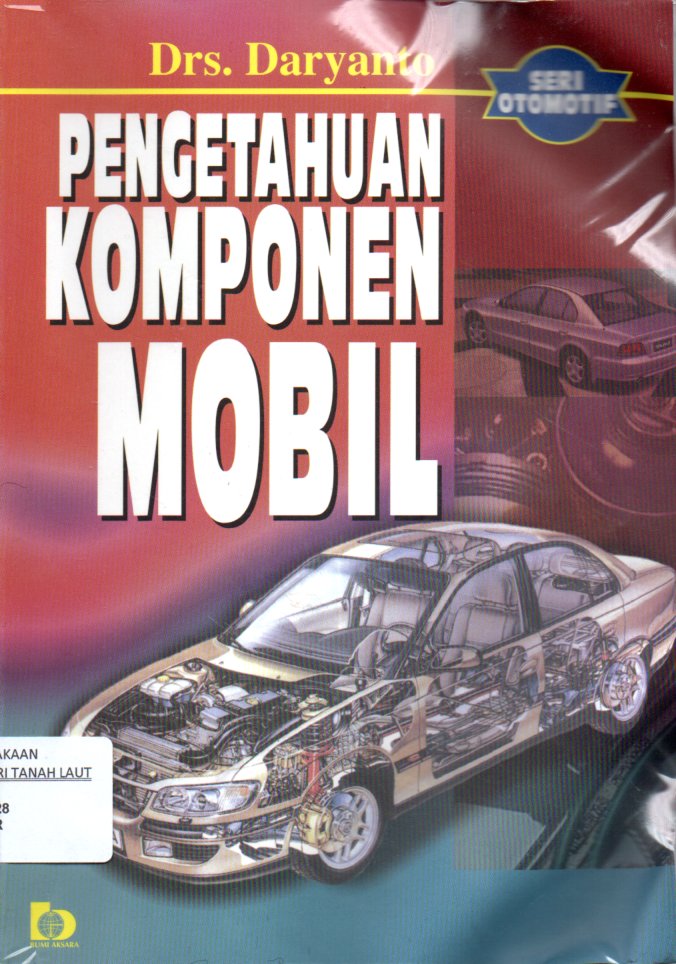 Drs. Daryanto
SERI
OTOMOTIF
PENGETAHUAN
KOMPONEN
MOBIL
AKAAN
RI TANAH LAUT
28
R
BUMI AKSARA